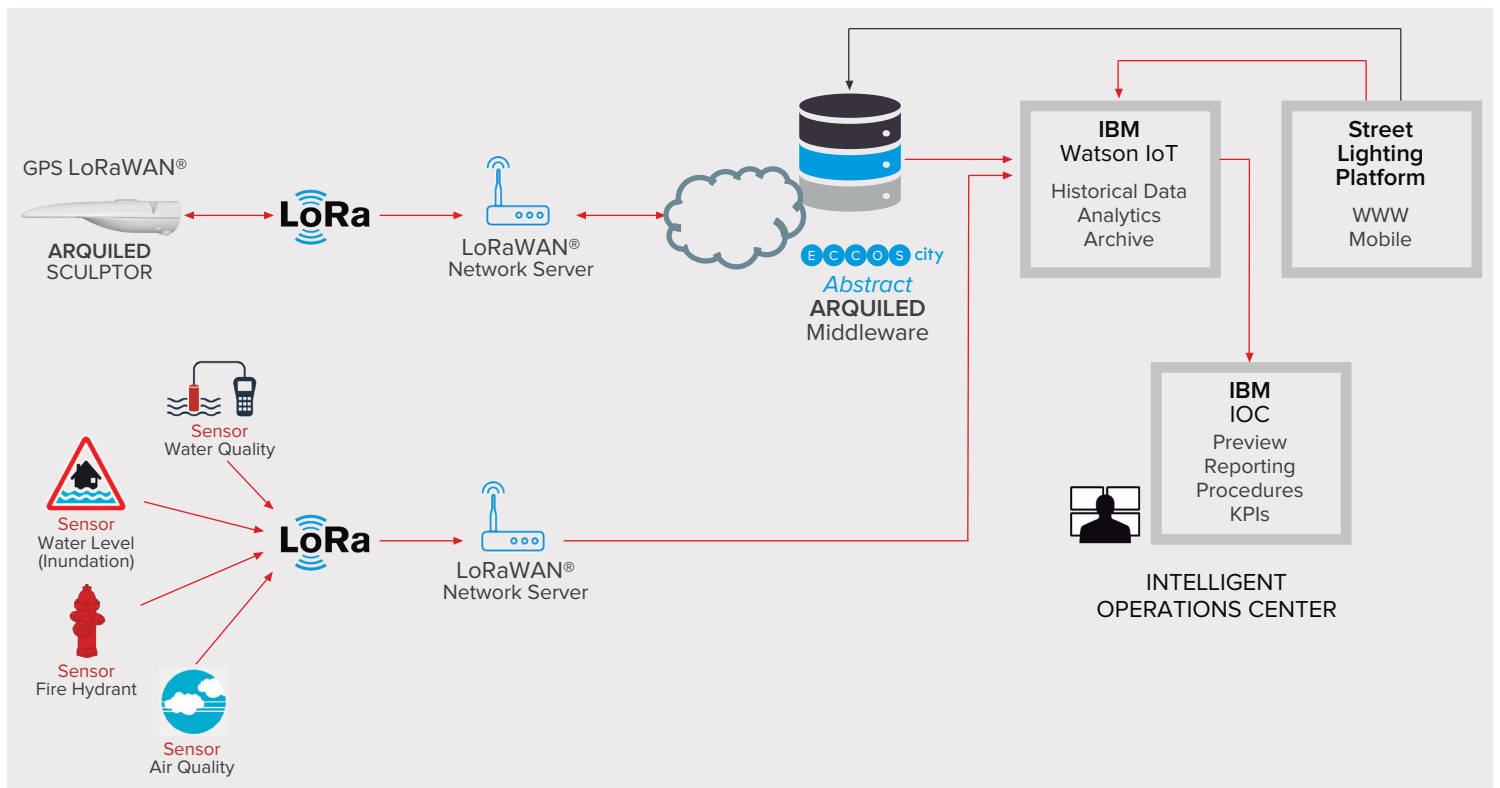 GPS LoRaWAN®
ARQUILED
SCULPTOR
LoRa
LoRaWAN®
Network Server
E C C O S city
Abstract
ARQUILED
Middleware
IBM
Watson IoT
Historical Data
Analytics
Archive
Street
Lighting
Platform
WWW
Mobile
Sensor
Water Quality
Sensor
Water Level
(Inundation)
Sensor
Fire Hydrant
Sensor
Air Quality
LoRa
LoRaWAN®
Network Server
IBM
IOC
Preview
Reporting
Procedures
KPIs
INTELLIGENT
OPERATIONS CENTER